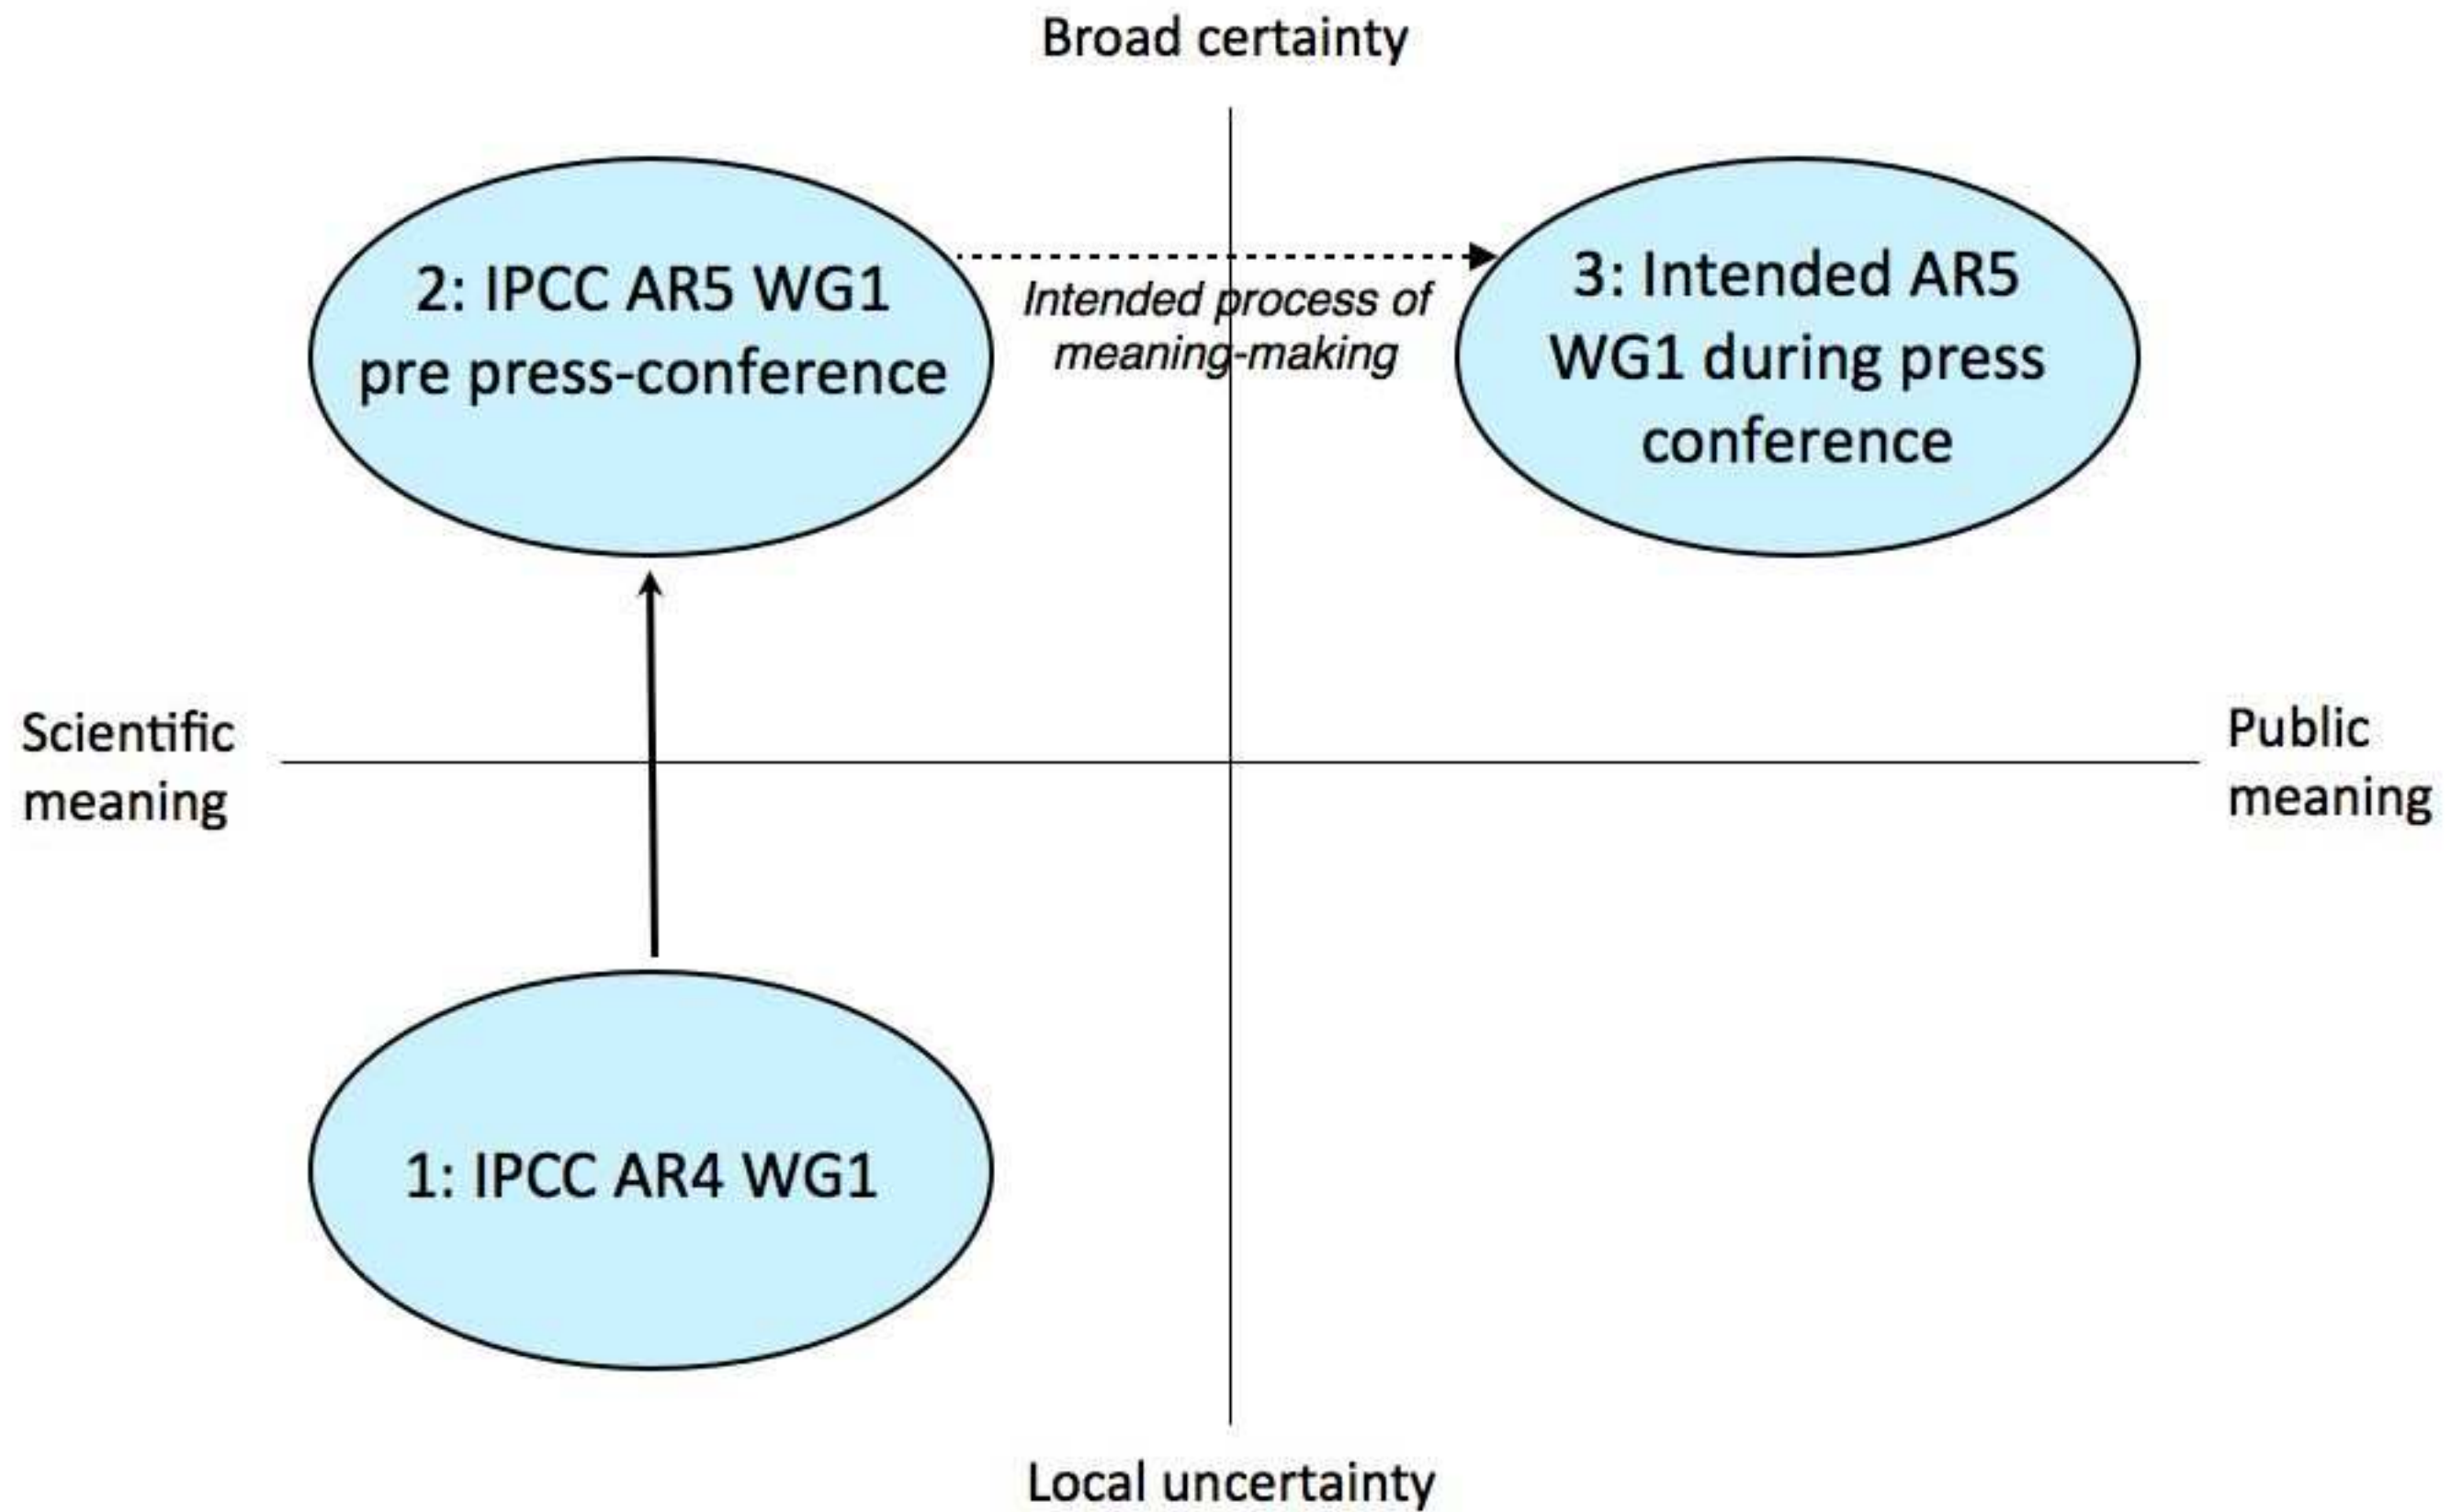 Broad certainty
2: IPCC AR5 WG1
pre press-conference
Intended process of
meaning-making
3: Intended AR5
WG1 during press
conference
Scientific
meaning
Public
meaning
1: IPCC AR4 WG1
Local uncertainty